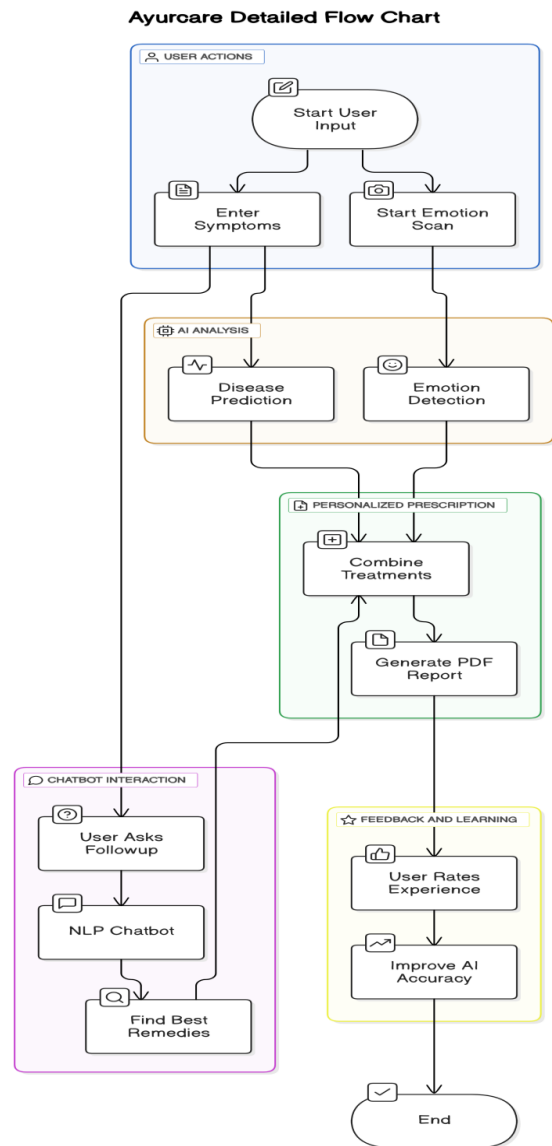 Ayurcare Detailed Flow Chart
USER ACTIONS
Start User
Input
Enter
Symptoms
Start Emotion
Scan
AI ANALYSIS
Disease
Prediction
Emotion
Detection
PERSONALIZED PRESCRIPTION
Combine
Treatments
Generate PDF
Report
CHATBOT INTERACTION
User Asks
Followup
NLP Chatbot
Find Best
Remedies
FEEDBACK AND LEARNING
User Rates
Experience
Improve AI
Accuracy
End